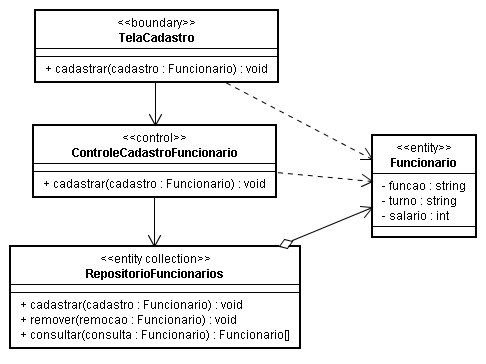 <<boundary>>
TelaCadastro
+ cadastrar(cadastro : Funcionario) : void
<<control>>
ControleCadastroFuncionario
+ cadastrar(cadastro : Funcionario) : void
<<entity>>
Funcionario
- funcao : string
- turno : string
- salario : int
<<entity collection>>
RepositorioFuncionarios
+ cadastrar(cadastro : Funcionario) : void
+ remover(remocao : Funcionario) : void
+ consultar(consulta : Funcionario) : Funcionario[]